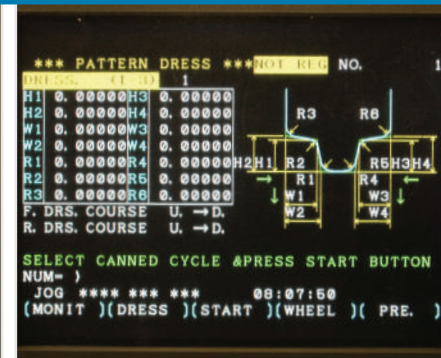 *** PATTERN DRESS *** NOT REG NO. 1
DRESS. (1-3) 1
H1 0.00000 H3 0.00000
H2 0.00000 H4 0.00000
W1 0.00000 W3 0.00000
W2 0.00000 W4 0.00000
R1 0.00000 R4 0.00000
R2 0.00000 R5 0.00000
R3 0.00000 R6 0.00000
R3 R6
H2 H1 R2 R5 H3 H4
R1 R4
W1 W3
W2 W4
F. DRS. COURSE U. → D.
R. DRS. COURSE U. → D.
SELECT CANNED CYCLE &PRESS START BUTTON
NUM= )
JOG **** *** *** 08:07:50
(MONIT )(DRESS )(START )(WHEEL )( PRE. )